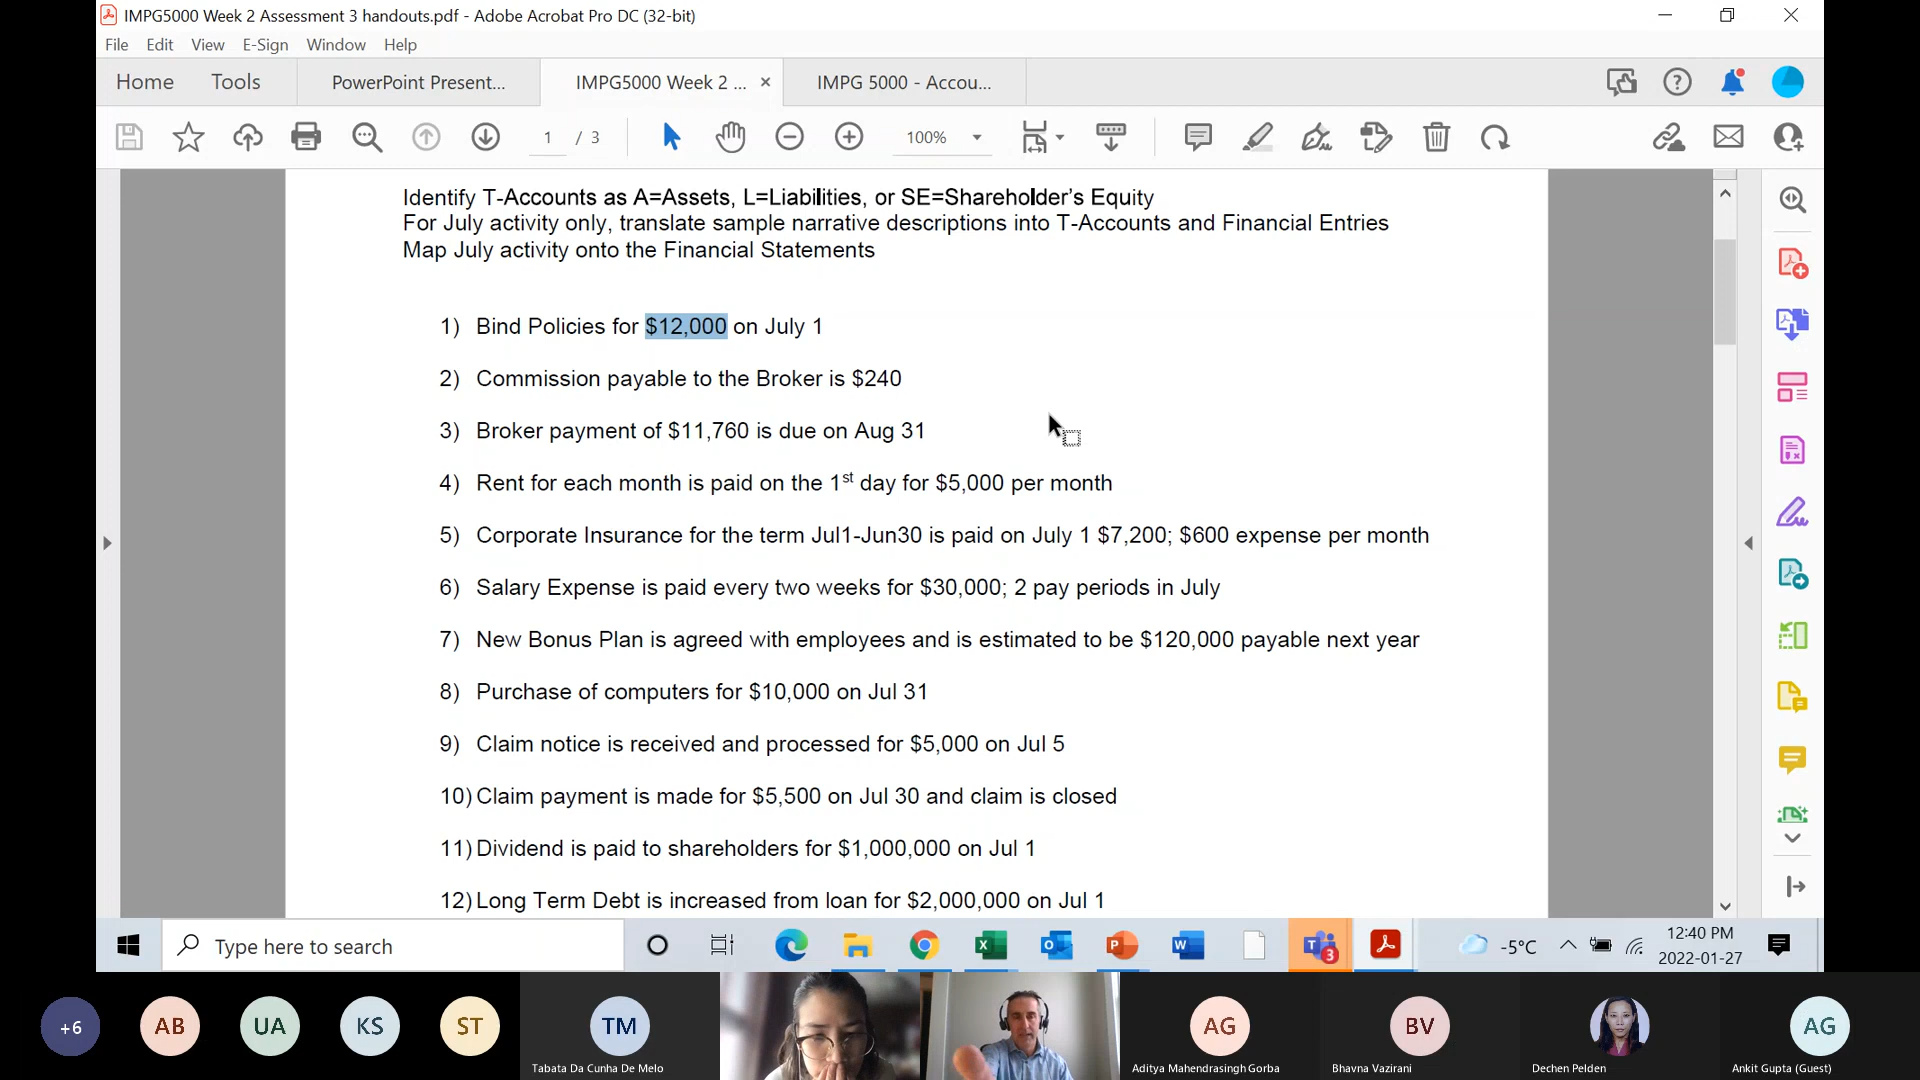 IMPG5000 Week 2 Assessment 3 handouts.pdf - Adobe Acrobat Pro DC (32-bit)
File Edit View E-Sign Window Help
Home Tools PowerPoint Present... IMPG5000 Week 2 ... × IMPG 5000 - Accou...
1 / 3 100%
Identify T-Accounts as A=Assets, L=Liabilities, or SE=Shareholder's Equity
For July activity only, translate sample narrative descriptions into T-Accounts and Financial Entries
Map July activity onto the Financial Statements
1) Bind Policies for $12,000 on July 1
2) Commission payable to the Broker is $240
3) Broker payment of $11,760 is due on Aug 31
4) Rent for each month is paid on the 1st day for $5,000 per month
5) Corporate Insurance for the term Jul1-Jun30 is paid on July 1 $7,200; $600 expense per month
6) Salary Expense is paid every two weeks for $30,000; 2 pay periods in July
7) New Bonus Plan is agreed with employees and is estimated to be $120,000 payable next year
8) Purchase of computers for $10,000 on Jul 31
9) Claim notice is received and processed for $5,000 on Jul 5
10) Claim payment is made for $5,500 on Jul 30 and claim is closed
11) Dividend is paid to shareholders for $1,000,000 on Jul 1
12) Long Term Debt is increased from loan for $2,000,000 on Jul 1
Type here to search
3
-5°C
12:40 PM
2022-01-27
+6 AB UA KS ST TM AG BV AG
Tabata Da Cunha De Melo Aditya Mahendrasingh Gorba Bhavna Vazirani Dechen Pelden Ankit Gupta (Guest)